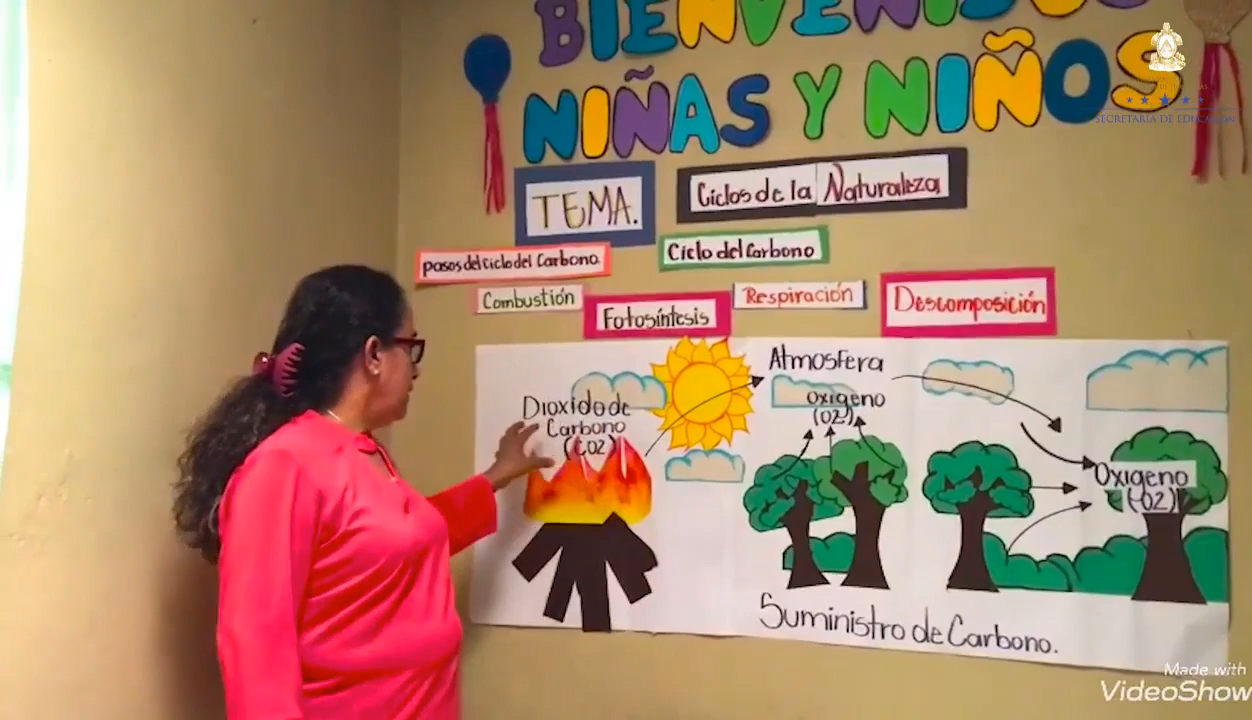 BIENVENIDOS
NIÑAS Y NIÑOS
SECRETARÍA DE EDUCACIÓN
TEMA.
Ciclos de la Naturaleza
pasos del Ciclo del Carbono.
Ciclo del Carbono
Combustión
Fotosíntesis
Respiración
Descomposición
Dioxido de
Carbono
(CO2)
Atmosfera
Oxigeno
(O2)
Oxigeno
(O2)
Suministro de Carbono.
Made with
VideoShow